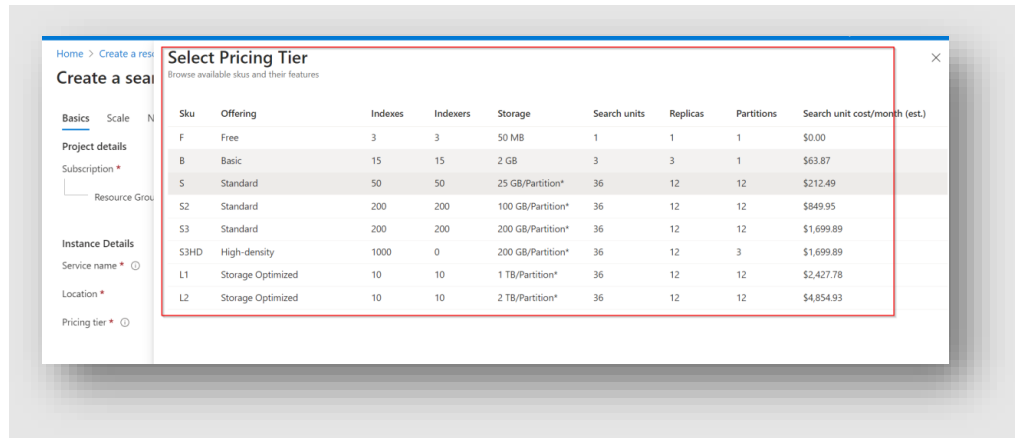 Home > Create a res
Create a sear
Basics Scale N
Project details
Subscription *
Resource Grou
Instance Details
Service name *
Location *
Pricing tier *
Select Pricing Tier
Browse available skus and their features
Sku Offering Indexes Indexers Storage Search units Replicas Partitions Search unit cost/month (est.)
F Free 3 3 50 MB 1 1 1 $0.00
B Basic 15 15 2 GB 3 3 1 $63.87
S Standard 50 50 25 GB/Partition* 36 12 12 $212.49
S2 Standard 200 200 100 GB/Partition* 36 12 12 $849.95
S3 Standard 200 200 200 GB/Partition* 36 12 12 $1,699.89
S3HD High-density 1000 0 200 GB/Partition* 36 12 3 $1,699.89
L1 Storage Optimized 10 10 1 TB/Partition* 36 12 12 $2,427.78
L2 Storage Optimized 10 10 2 TB/Partition* 36 12 12 $4,854.93